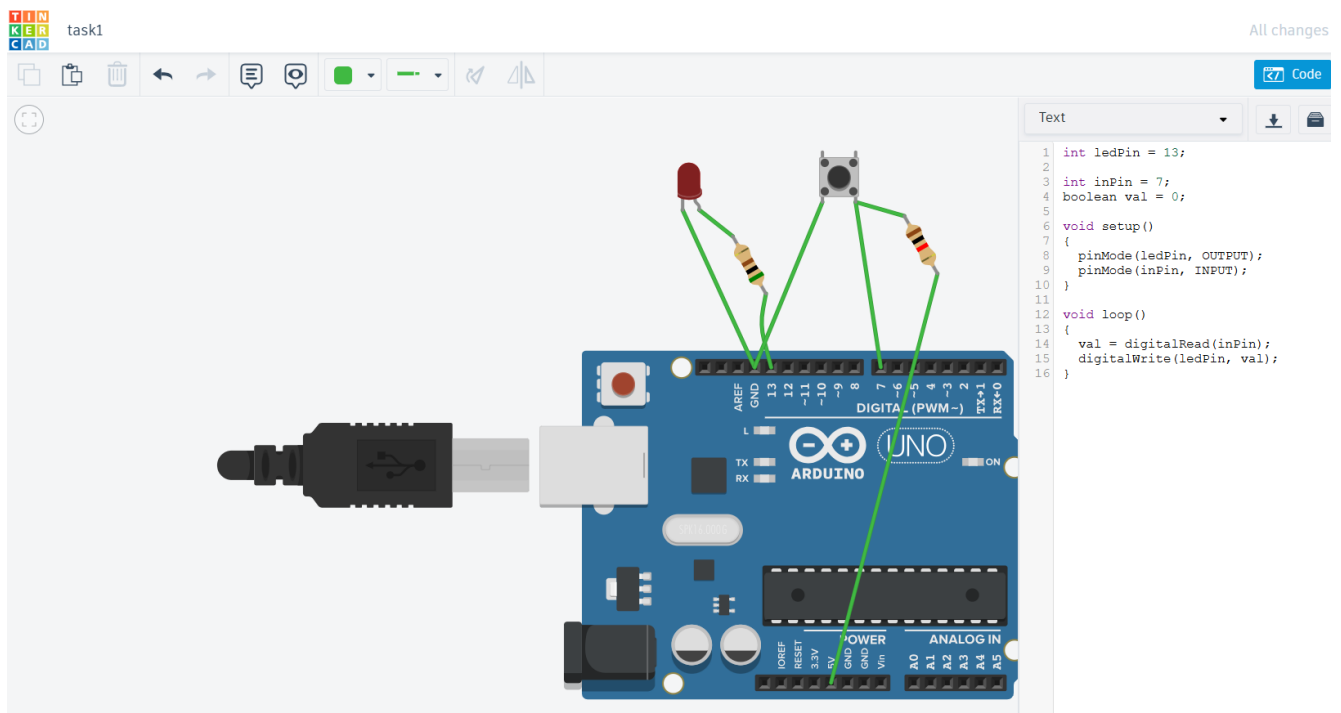 TIN
KER
CAD
task1
All changes
Code
Text
1 int ledPin = 13;
2
3 int inPin = 7;
4 boolean val = 0;
5
6 void setup()
7 {
8 pinMode(ledPin, OUTPUT);
9 pinMode(inPin, INPUT);
10 }
11
12 void loop()
13 {
14 val = digitalRead(inPin);
15 digitalWrite(ledPin, val);
16 }
AREF
GND
13
12
~11
~10
~9
8
7
~6
~5
4
~3
2
TX→1
RX←0
DIGITAL (PWM~)
L
TX
RX
ARDUINO
UNO
ON
POWER
ANALOG IN
IOREF
RESET
3.3V
5V
GND
GND
Vin
A0
A1
A2
A3
A4
A5